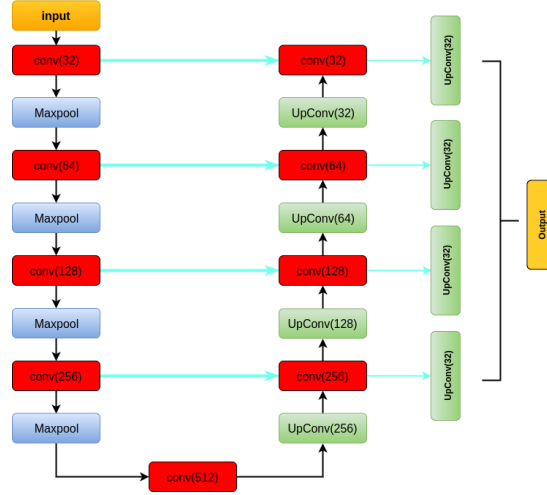 input
conv(32)
Maxpool
conv(64)
Maxpool
conv(128)
Maxpool
conv(256)
Maxpool
conv(512)
conv(32)
UpConv(32)
conv(64)
UpConv(64)
conv(128)
UpConv(128)
conv(256)
UpConv(256)
UpConv(32)
UpConv(32)
UpConv(32)
UpConv(32)
Output